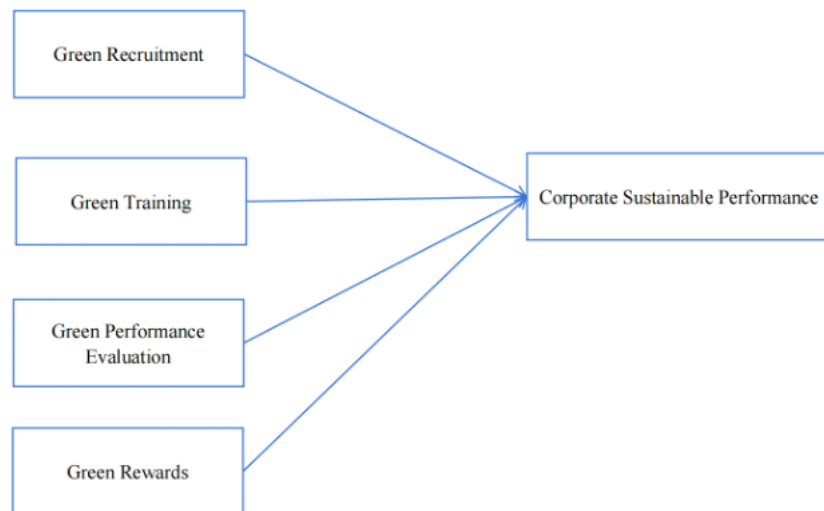 Green Recruitment
Green Training
Corporate Sustainable Performance
Green Performance
Evaluation
Green Rewards